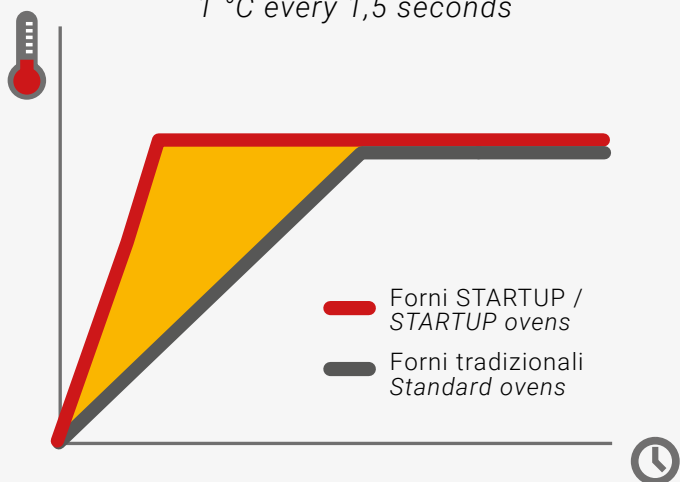 1 °C every 1,5 seconds
Forni STARTUP /
STARTUP ovens
Forni tradizionali
Standard ovens